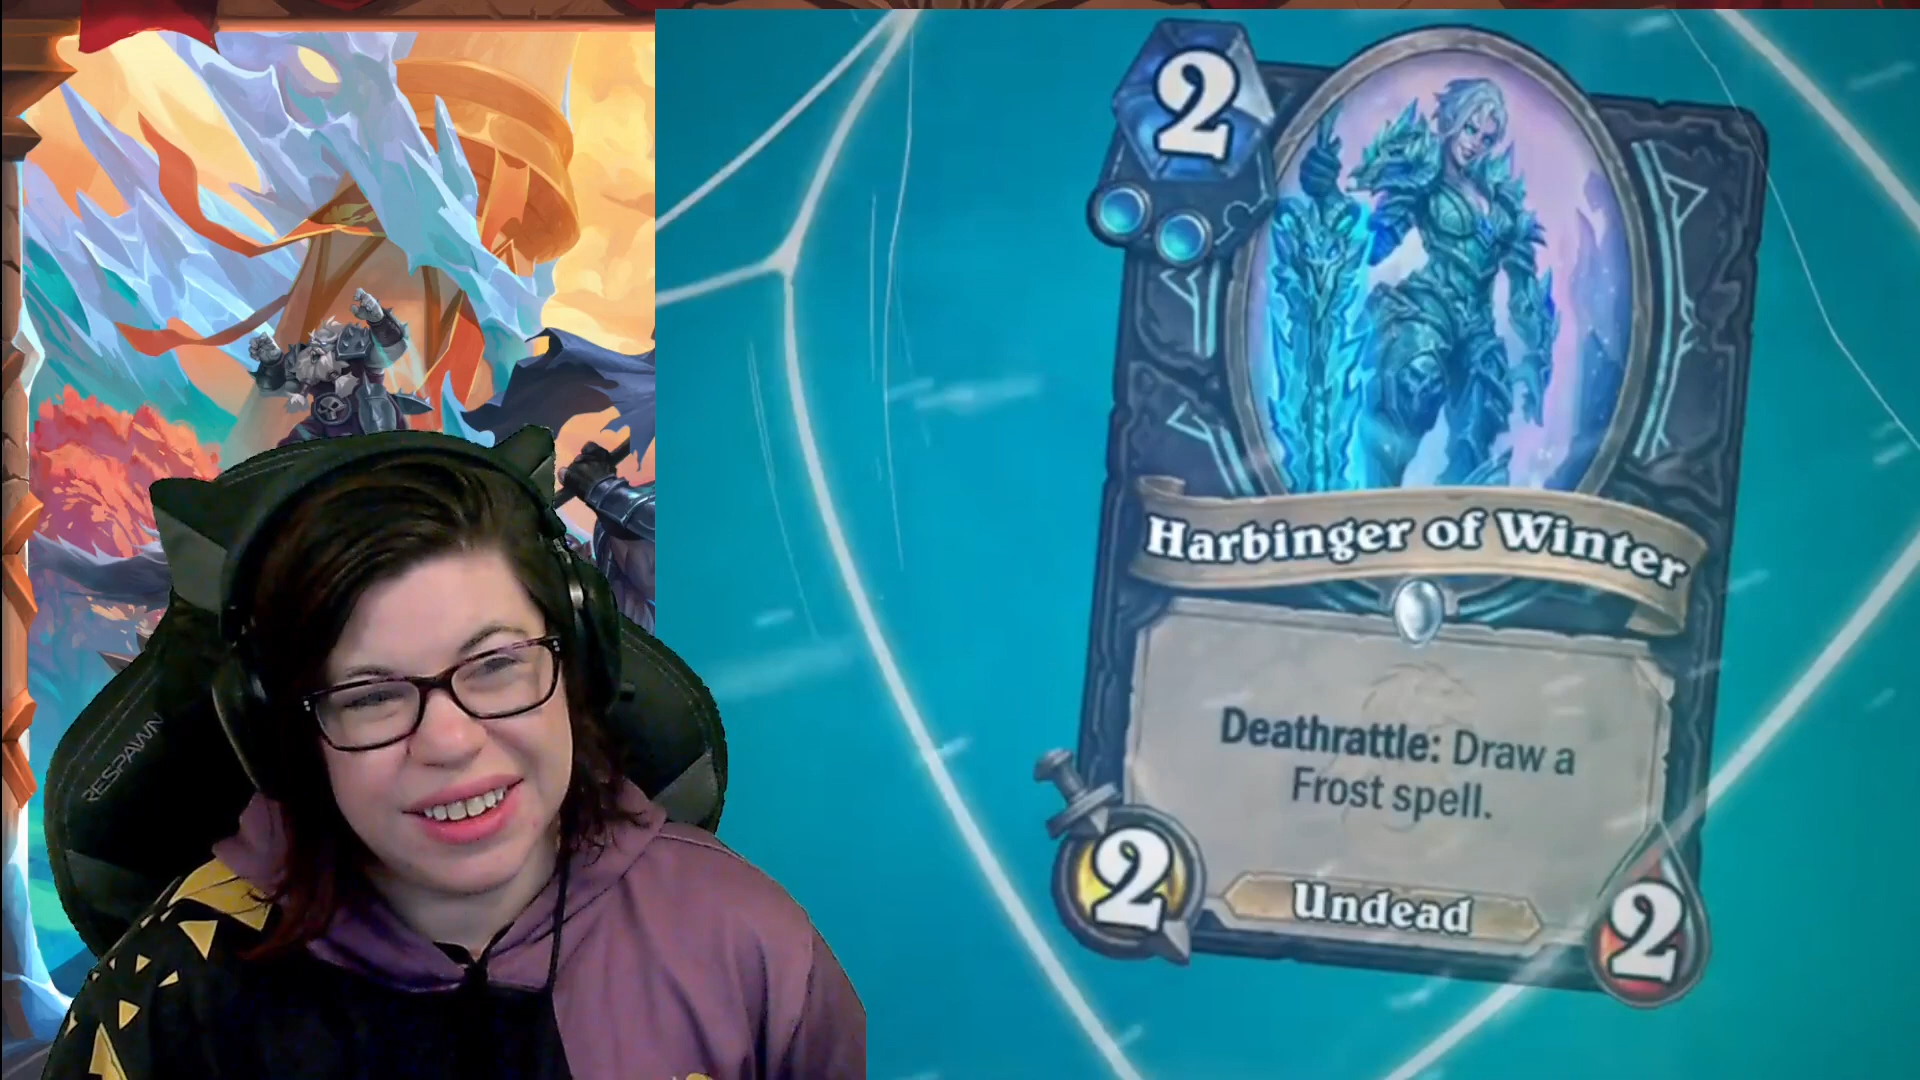 RESPAWN
2
Harbinger of Winter
Deathrattle: Draw a
Frost spell.
2
Undead
2